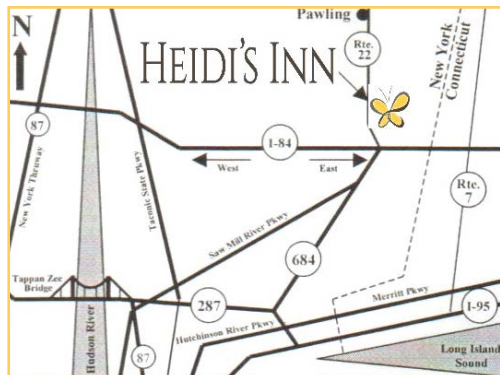 Pawling
N
Rte.
22
HEIDI'S INN
New York
Connecticut
87
I-84
West
East
New York Thruway
Taconic State Pkwy
Rte.
7
Saw Mill River Pkwy
684
Tappan Zee
Bridge
287
Merritt Pkwy
I-95
Hutchinson River Pkwy
Hudson River
87
Long Island
Sound